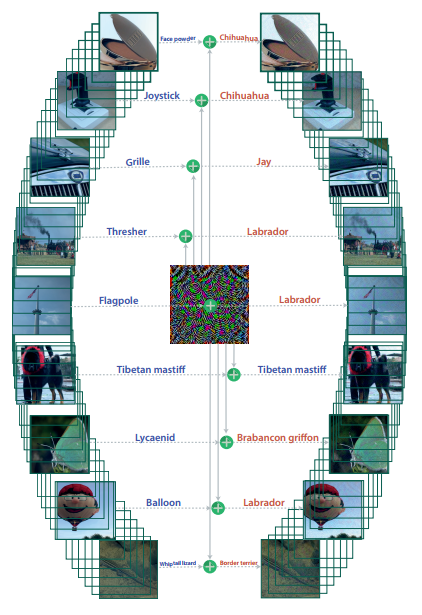 Face powder Chihuahua
Joystick Chihuahua
Grille Jay
Thresher Labrador
Flagpole Labrador
Tibetan mastiff Tibetan mastiff
Lycaenid Brabancon griffon
Balloon Labrador
Whiptail lizard Border terrier